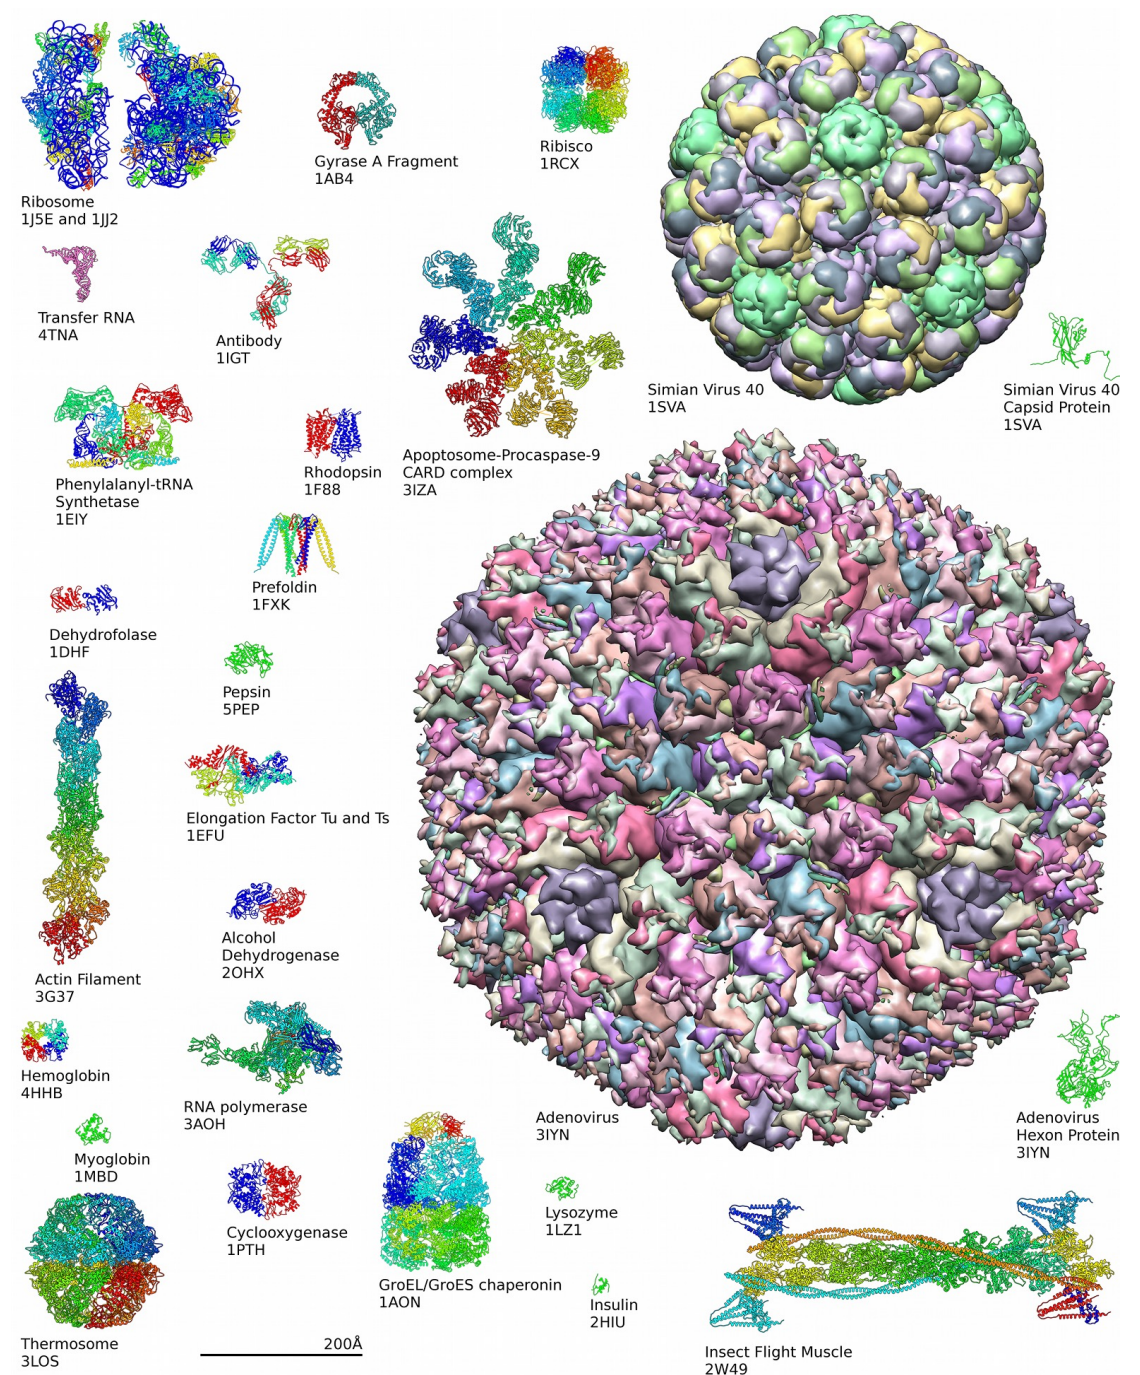 Ribosome
1J5E and 1JJ2
Gyrase A Fragment
1AB4
Ribisco
1RCX
Transfer RNA
4TNA
Antibody
1IGT
Simian Virus 40
1SVA
Simian Virus 40
Capsid Protein
1SVA
Phenylalanyl-tRNA
Synthetase
1EIY
Rhodopsin
1F88
Apoptosome-Procaspase-9
CARD complex
3IZA
Prefoldin
1FXK
Dehydrofolase
1DHF
Pepsin
5PEP
Elongation Factor Tu and Ts
1EFU
Alcohol
Dehydrogenase
2OHX
Actin Filament
3G37
Hemoglobin
4HHB
RNA polymerase
3AOH
Adenovirus
3IYN
Adenovirus
Hexon Protein
3IYN
Myoglobin
1MBD
Cyclooxygenase
1PTH
Lysozyme
1LZ1
GroEL/GroES chaperonin
1AON
Insulin
2HIU
Thermosome
3LOS
200Å
Insect Flight Muscle
2W49